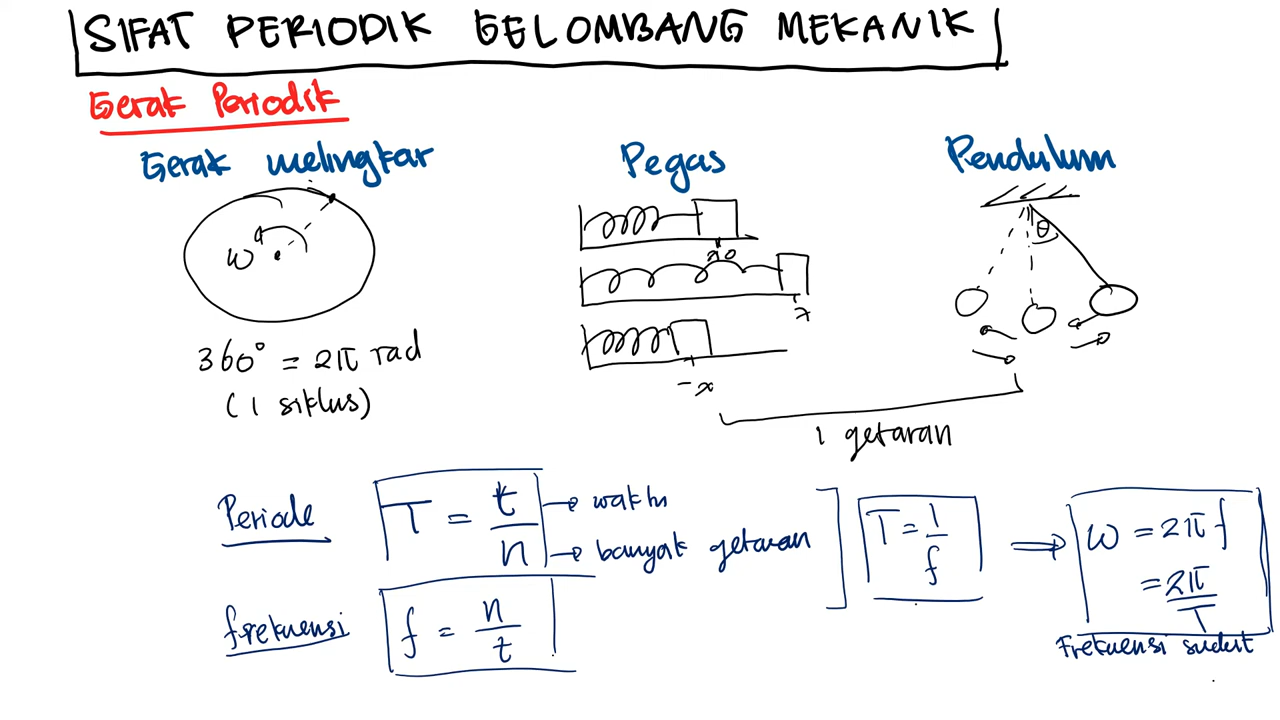 SIFAT PERIODIK GELOMBANG MEKANIK
Gerak Periodik
Gerak melingkar
ω
360° = 2π rad
(1 siklus)
Pegas
x0
x
-x
Pendulum
θ
1 getaran
Periode T = t/n
waktu
banyak getaran
frekuensi f = n/t
T = 1/f
ω = 2πf
= 2π/T
Frekuensi sudut